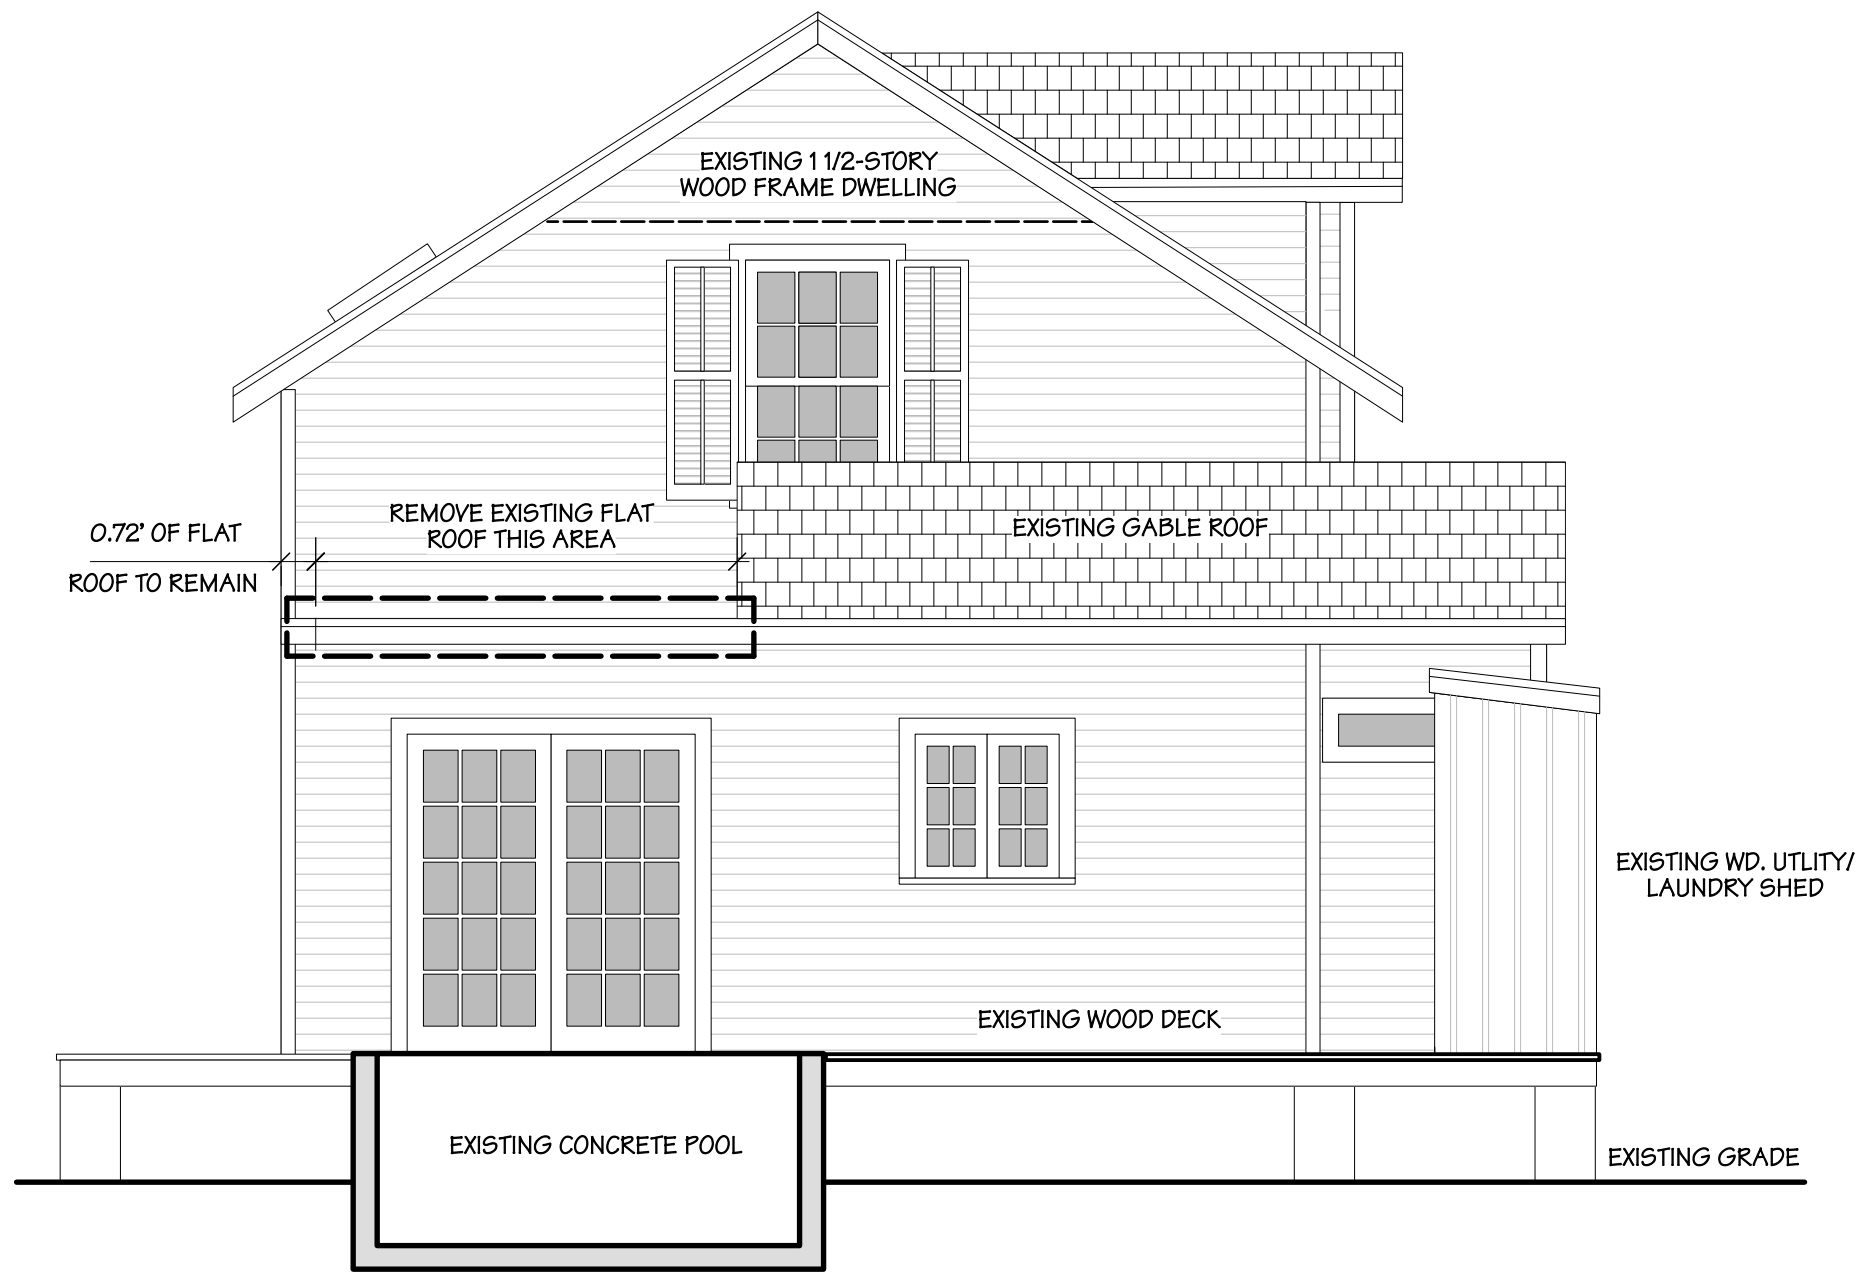 EXISTING 1 1/2-STORY
WOOD FRAME DWELLING
REMOVE EXISTING FLAT
ROOF THIS AREA
0.72' OF FLAT
ROOF TO REMAIN
EXISTING GABLE ROOF
EXISTING WD. UTLITY/
LAUNDRY SHED
EXISTING WOOD DECK
EXISTING CONCRETE POOL
EXISTING GRADE